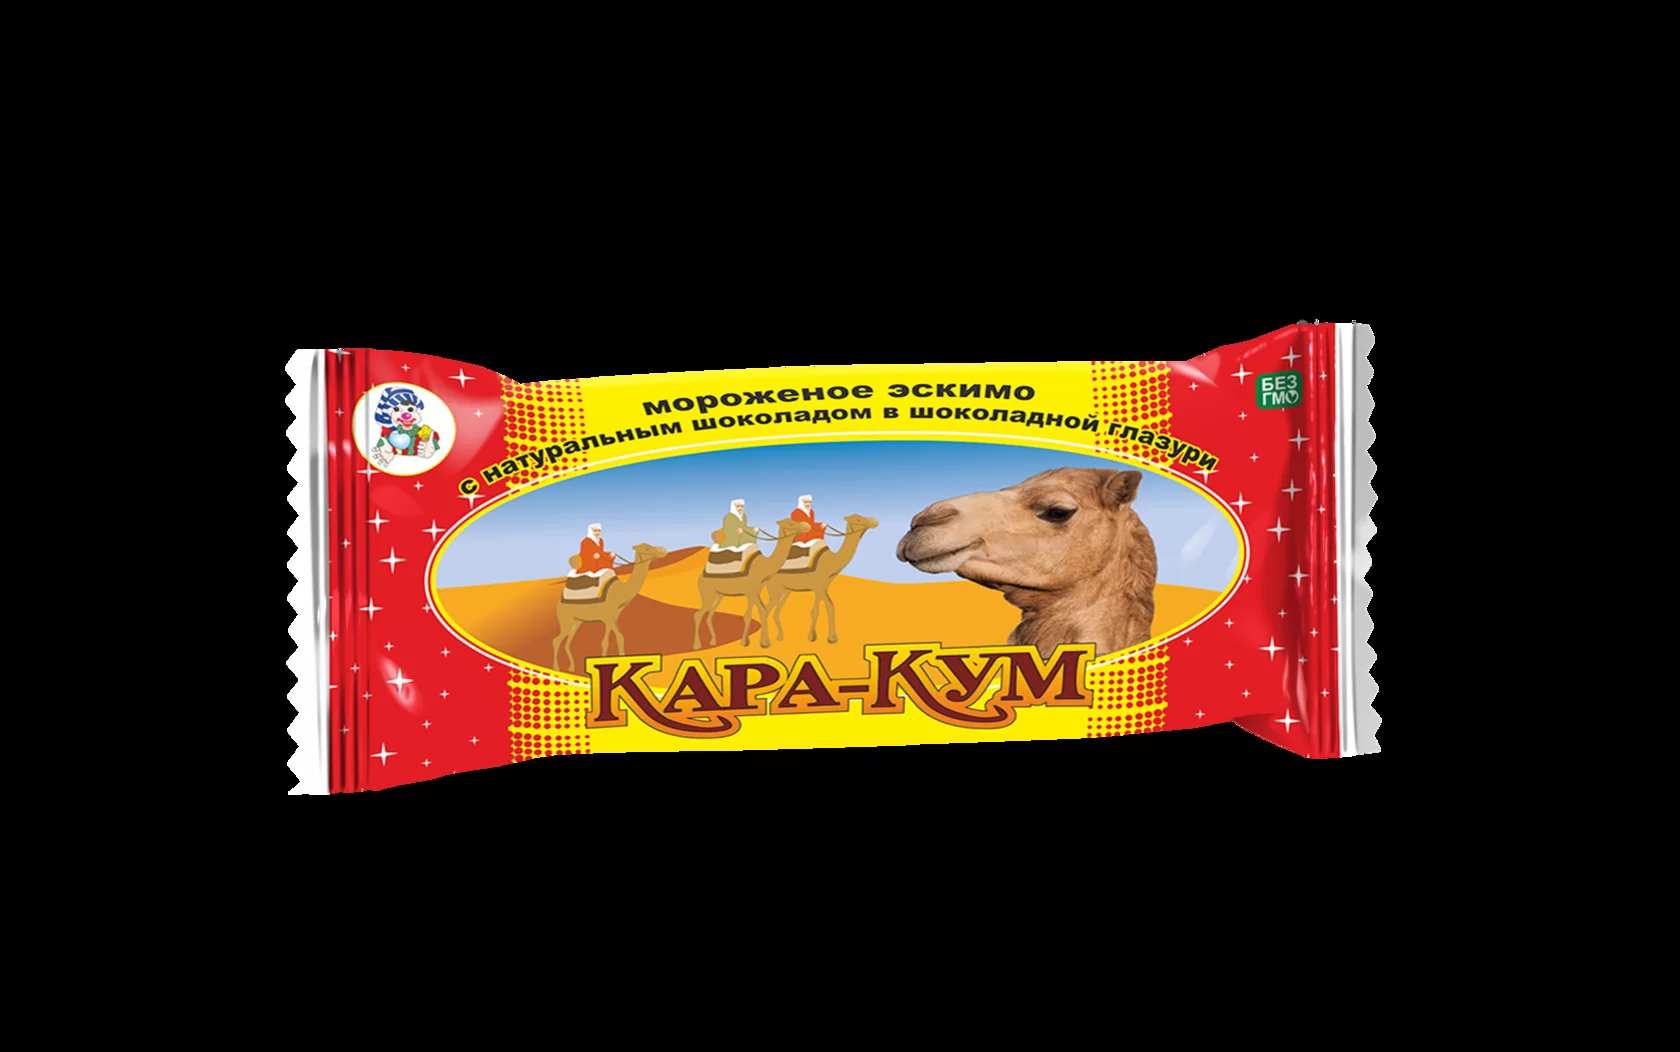 мороженое эскимо
с натуральным шоколадом в шоколадной глазури
БЕЗ
ГМО
КАРА-КУМ